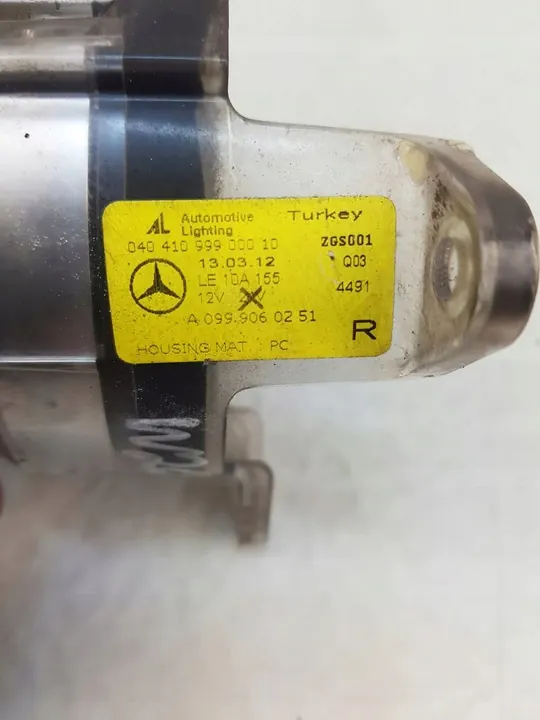 AL Automotive Lighting Turkey
040 410 999 000 10 ZGS001
13.03.12 Q03
LE 10A 155 4491
12V
A 099 906 02 51 R
HOUSING MAT. PC